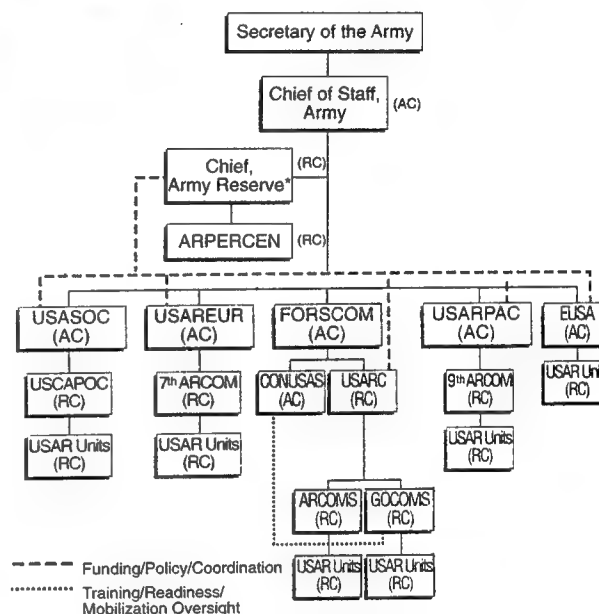 Secretary of the Army
Chief of Staff,
Army
(AC)
Chief,
Army Reserve*
(RC)
ARPERCEN
(RC)
USASOC
(AC)
USAREUR
(AC)
FORSCOM
(AC)
USARPAC
(AC)
EUSA
(AC)
USCAPOC
(RC)
7th ARCOM
(RC)
CONUSAS
(AC)
USARC
(RC)
9th ARCOM
(RC)
USAR Units
(RC)
USAR Units
(RC)
USAR Units
(RC)
USAR Units
(RC)
ARCOMS
(RC)
GOCOMS
(RC)
USAR Units
(RC)
USAR Units
(RC)
Funding/Policy/Coordination
Training/Readiness/
Mobilization Oversight